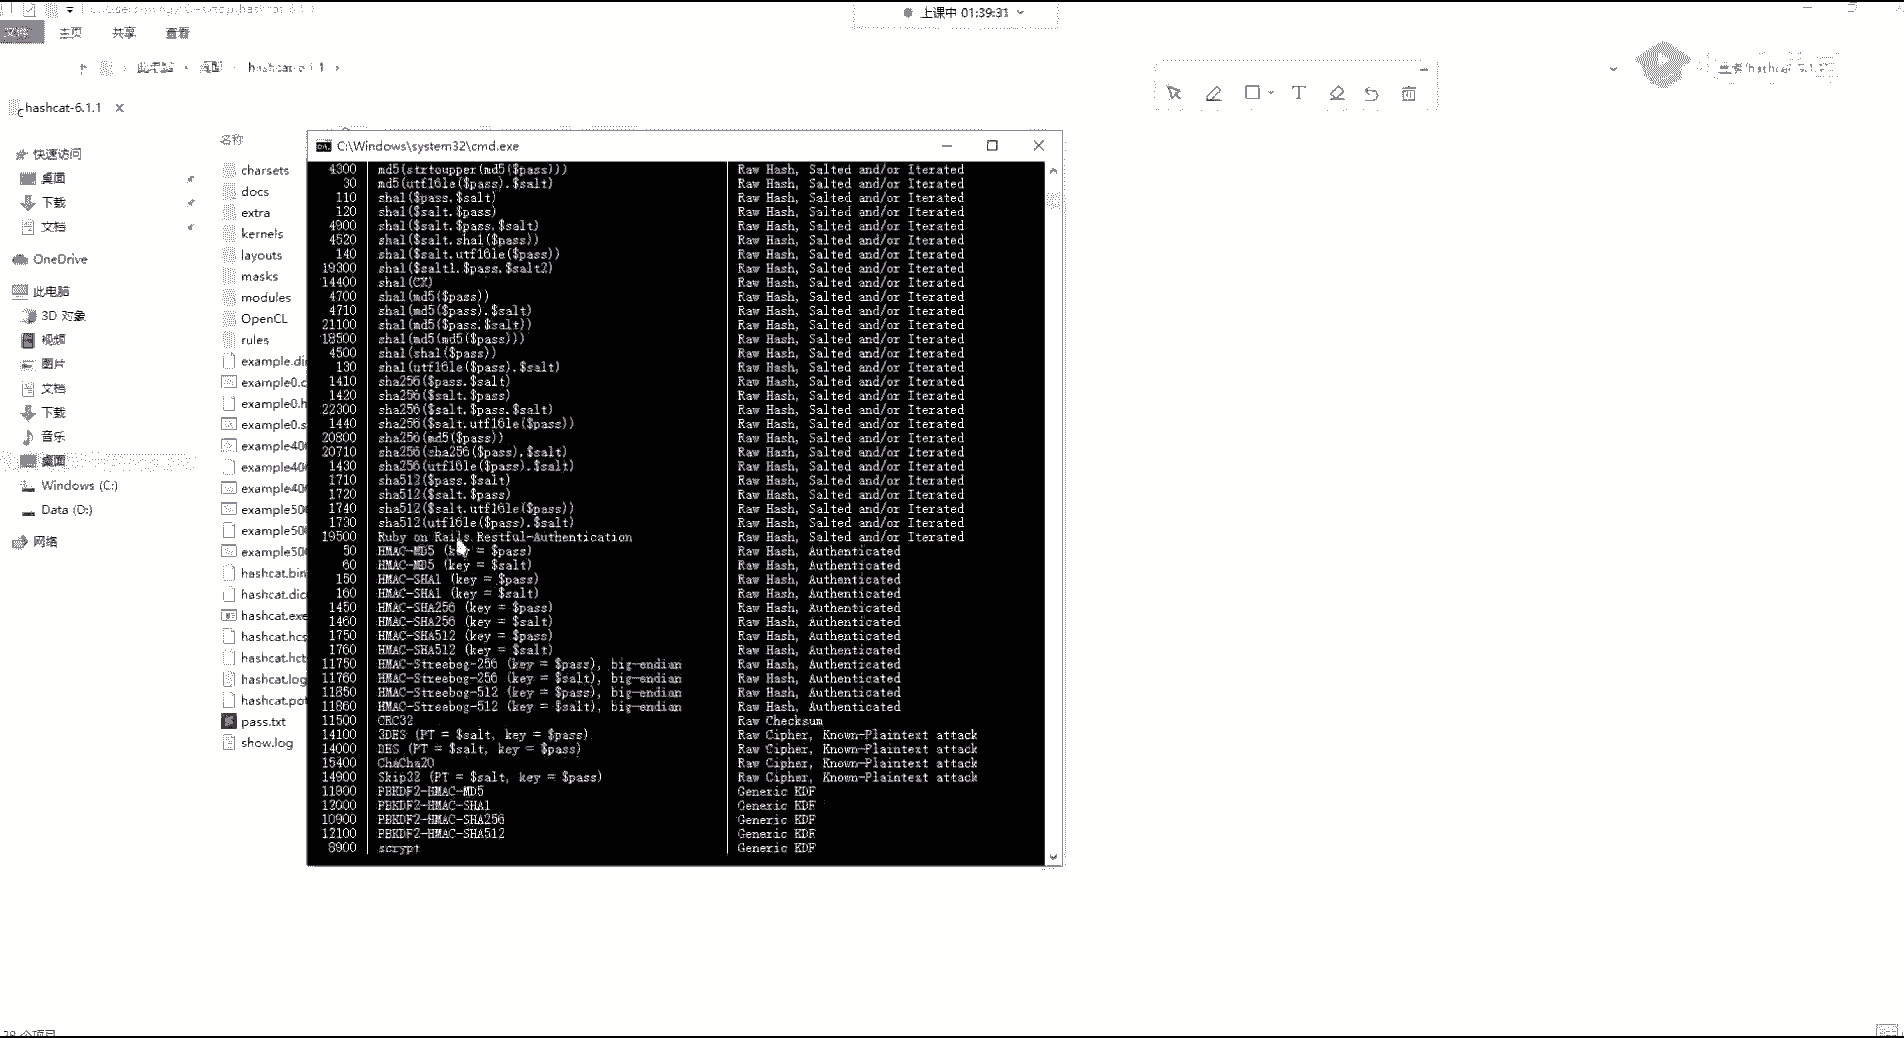 上课中 01:39:31
文件 主页 共享 查看
此电脑 桌面 hashcat-6.1.1
hashcat-6.1.1
名称
快速访问
桌面
下载
文档
OneDrive
此电脑
3D 对象
视频
图片
文档
下载
音乐
桌面
Windows (C:)
Data (D:)
网络
charsets
docs
extra
kernels
layouts
masks
modules
OpenCL
rules
example.di
example0.c
example0.h
example0.s
example40
example40
example40
example50
example50
example50
hashcat.bin
hashcat.dic
hashcat.exe
hashcat.hcs
hashcat.hct
hashcat.log
hashcat.pot
pass.txt
show.log
C:\Windows\system32\cmd.exe
4300 md5(strtoupper(md5($pass))) Raw Hash, Salted and/or Iterated
30 md5(utf16le($pass).$salt) Raw Hash, Salted and/or Iterated
110 sha1($pass.$salt) Raw Hash, Salted and/or Iterated
120 sha1($salt.$pass) Raw Hash, Salted and/or Iterated
4900 sha1($salt.$pass.$salt) Raw Hash, Salted and/or Iterated
4520 sha1($salt.sha1($pass)) Raw Hash, Salted and/or Iterated
140 sha1($salt.utf16le($pass)) Raw Hash, Salted and/or Iterated
19300 sha1($salt1.$pass.$salt2) Raw Hash, Salted and/or Iterated
14400 sha1(CX) Raw Hash, Salted and/or Iterated
4700 sha1(md5($pass)) Raw Hash, Salted and/or Iterated
4710 sha1(md5($pass).$salt) Raw Hash, Salted and/or Iterated
21100 sha1(md5($pass.$salt)) Raw Hash, Salted and/or Iterated
18500 sha1(md5(md5($pass))) Raw Hash, Salted and/or Iterated
4500 sha1(sha1($pass)) Raw Hash, Salted and/or Iterated
130 sha1(utf16le($pass).$salt) Raw Hash, Salted and/or Iterated
1410 sha256($pass.$salt) Raw Hash, Salted and/or Iterated
1420 sha256($salt.$pass) Raw Hash, Salted and/or Iterated
22300 sha256($salt.$pass.$salt) Raw Hash, Salted and/or Iterated
1440 sha256($salt.utf16le($pass)) Raw Hash, Salted and/or Iterated
20800 sha256(md5($pass)) Raw Hash, Salted and/or Iterated
20710 sha256(sha256($pass).$salt) Raw Hash, Salted and/or Iterated
1430 sha256(utf16le($pass).$salt) Raw Hash, Salted and/or Iterated
1710 sha512($pass.$salt) Raw Hash, Salted and/or Iterated
1720 sha512($salt.$pass) Raw Hash, Salted and/or Iterated
1740 sha512($salt.utf16le($pass)) Raw Hash, Salted and/or Iterated
1730 sha512(utf16le($pass).$salt) Raw Hash, Salted and/or Iterated
19500 Ruby on Rails Restful-Authentication Raw Hash, Salted and/or Iterated
50 HMAC-MD5 (key = $pass) Raw Hash, Authenticated
60 HMAC-MD5 (key = $salt) Raw Hash, Authenticated
150 HMAC-SHA1 (key = $pass) Raw Hash, Authenticated
160 HMAC-SHA1 (key = $salt) Raw Hash, Authenticated
1450 HMAC-SHA256 (key = $pass) Raw Hash, Authenticated
1460 HMAC-SHA256 (key = $salt) Raw Hash, Authenticated
1750 HMAC-SHA512 (key = $pass) Raw Hash, Authenticated
1760 HMAC-SHA512 (key = $salt) Raw Hash, Authenticated
11750 HMAC-Streebog-256 (key = $pass), big-endian Raw Hash, Authenticated
11760 HMAC-Streebog-256 (key = $salt), big-endian Raw Hash, Authenticated
11850 HMAC-Streebog-512 (key = $pass), big-endian Raw Hash, Authenticated
11860 HMAC-Streebog-512 (key = $salt), big-endian Raw Hash, Authenticated
11500 CRC32 Raw Checksum
14100 3DES (PT = $salt, key = $pass) Raw Cipher, Known-Plaintext attack
14000 DES (PT = $salt, key = $pass) Raw Cipher, Known-Plaintext attack
15400 ChaCha20 Raw Cipher, Known-Plaintext attack
14900 Skip32 (PT = $salt, key = $pass) Raw Cipher, Known-Plaintext attack
11900 PBKDF2-HMAC-MD5 Generic KDF
12000 PBKDF2-HMAC-SHA1 Generic KDF
10900 PBKDF2-HMAC-SHA256 Generic KDF
12100 PBKDF2-HMAC-SHA512 Generic KDF
8900 scrypt Generic KDF